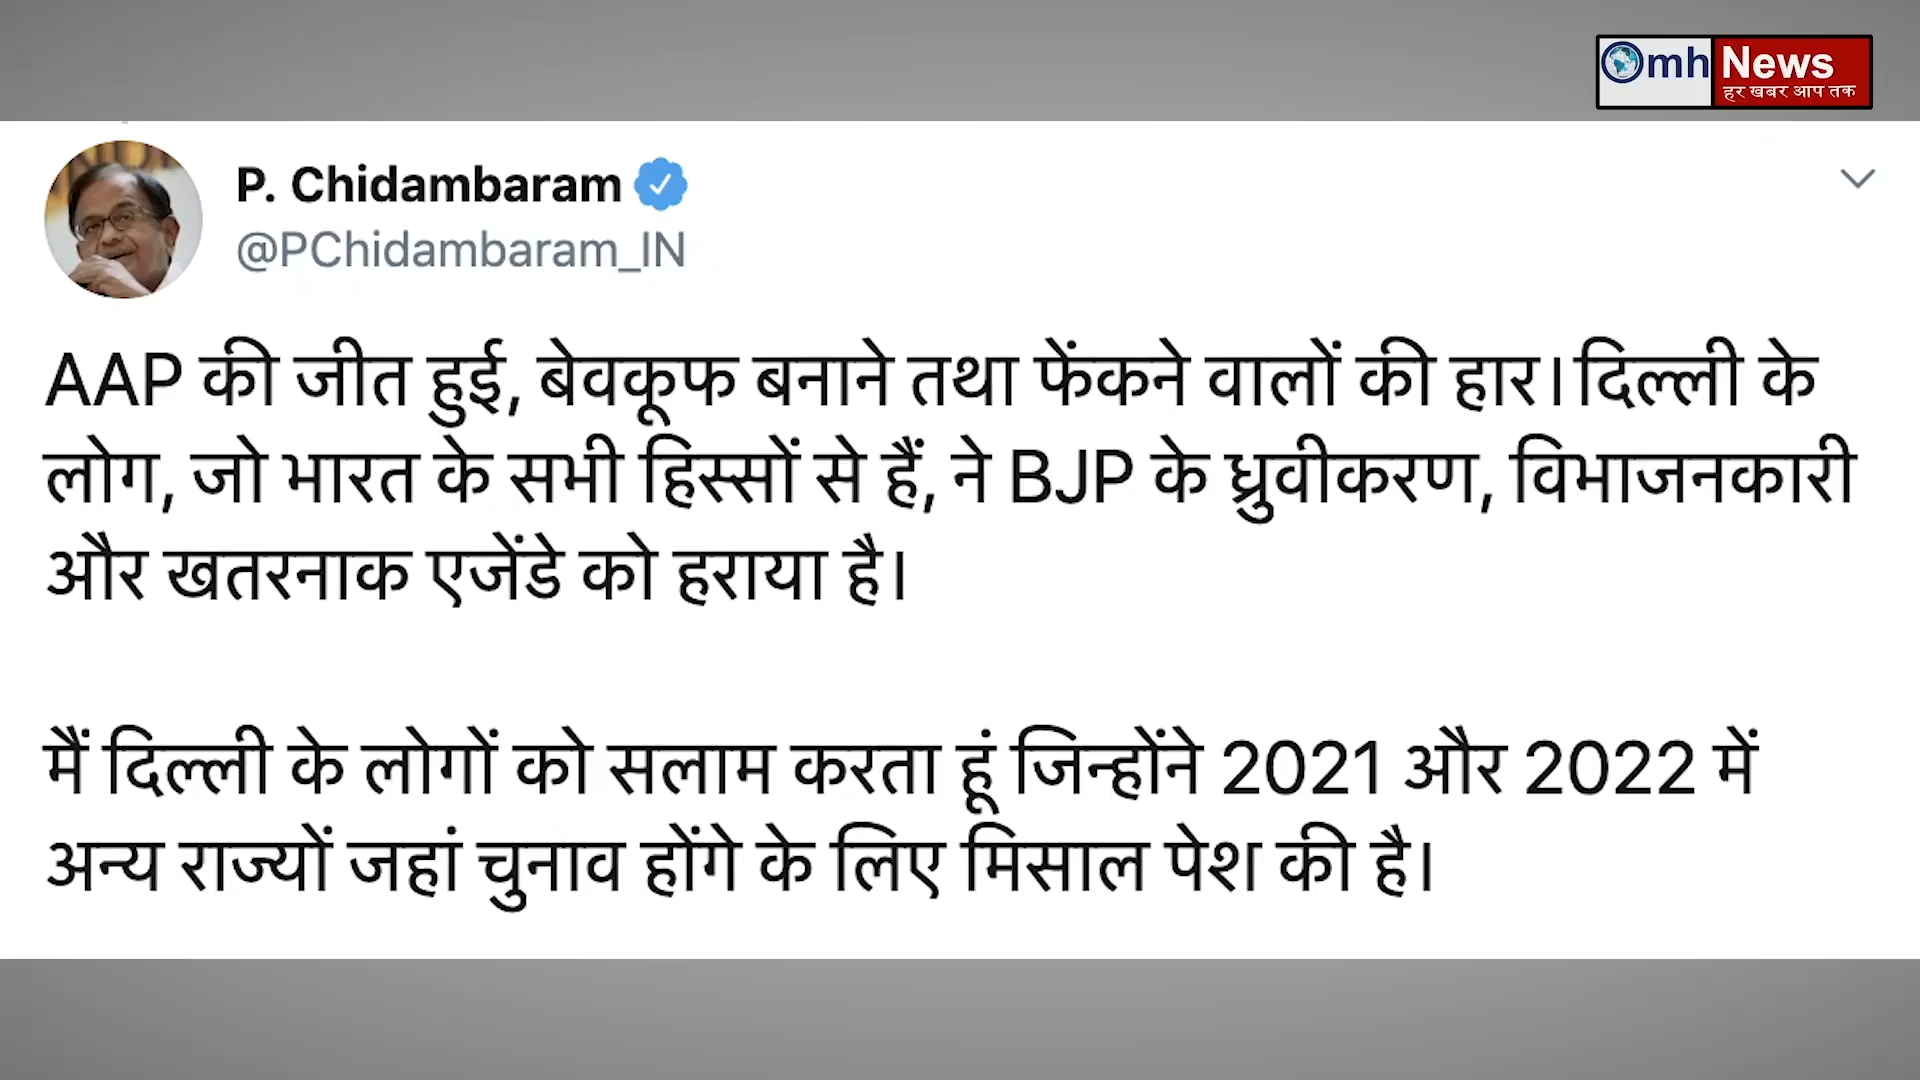 Omh News
हर खबर आप तक
P. Chidambaram
@PChidambaram_IN
AAP की जीत हुई, बेवकूफ बनाने तथा फेंकने वालों की हार। दिल्ली के
लोग, जो भारत के सभी हिस्सों से हैं, ने BJP के ध्रुवीकरण, विभाजनकारी
और खतरनाक एजेंडे को हराया है।
मैं दिल्ली के लोगों को सलाम करता हूं जिन्होंने 2021 और 2022 में
अन्य राज्यों जहां चुनाव होंगे के लिए मिसाल पेश की है।